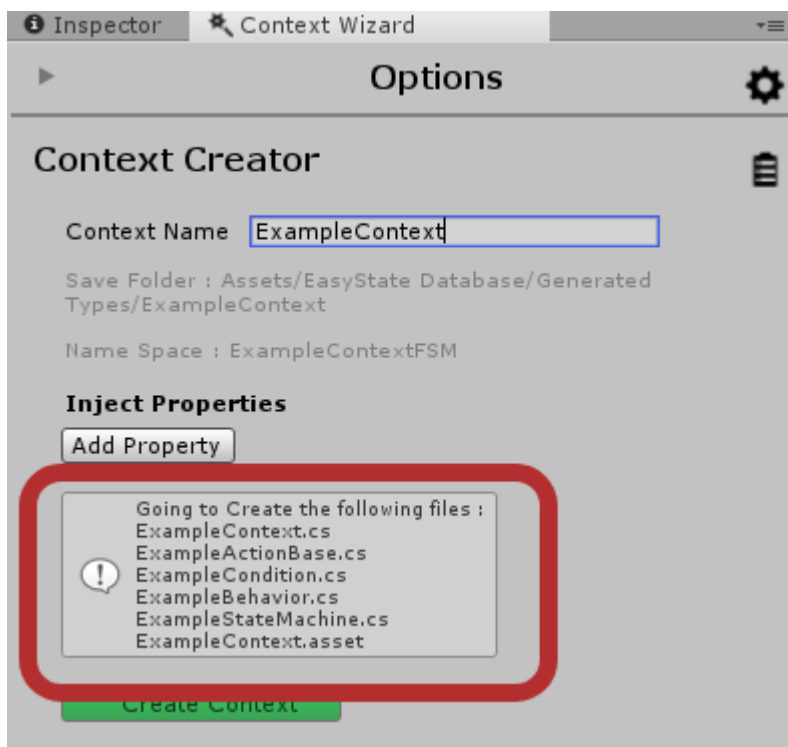 Inspector
Context Wizard
Options
Context Creator
Context Name ExampleContext
Save Folder : Assets/EasyState Database/Generated
Types/ExampleContext
Name Space : ExampleContextFSM
Inject Properties
Add Property
Going to Create the following files :
ExampleContext.cs
ExampleActionBase.cs
ExampleCondition.cs
ExampleBehavior.cs
ExampleStateMachine.cs
ExampleContext.asset
Create Context